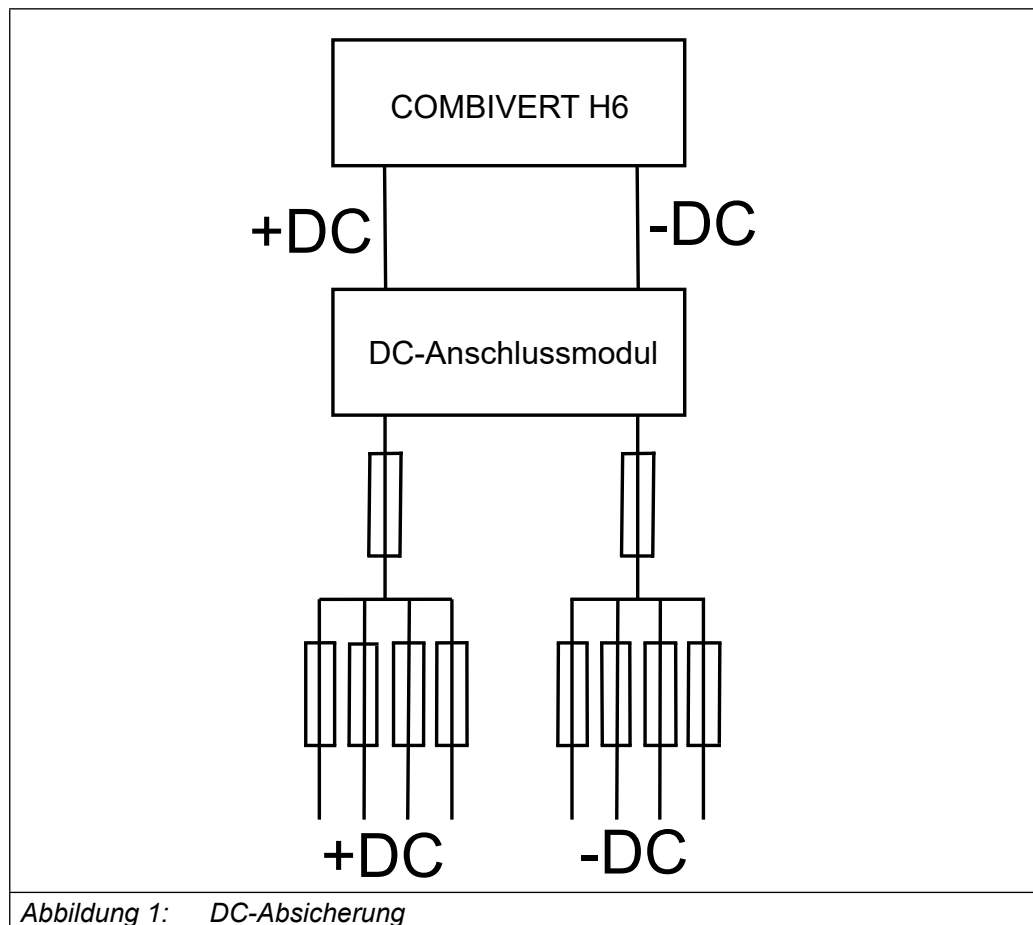 COMBIVERT H6
+DC -DC
DC-Anschlussmodul
+DC -DC
Abbildung 1: DC-Absicherung